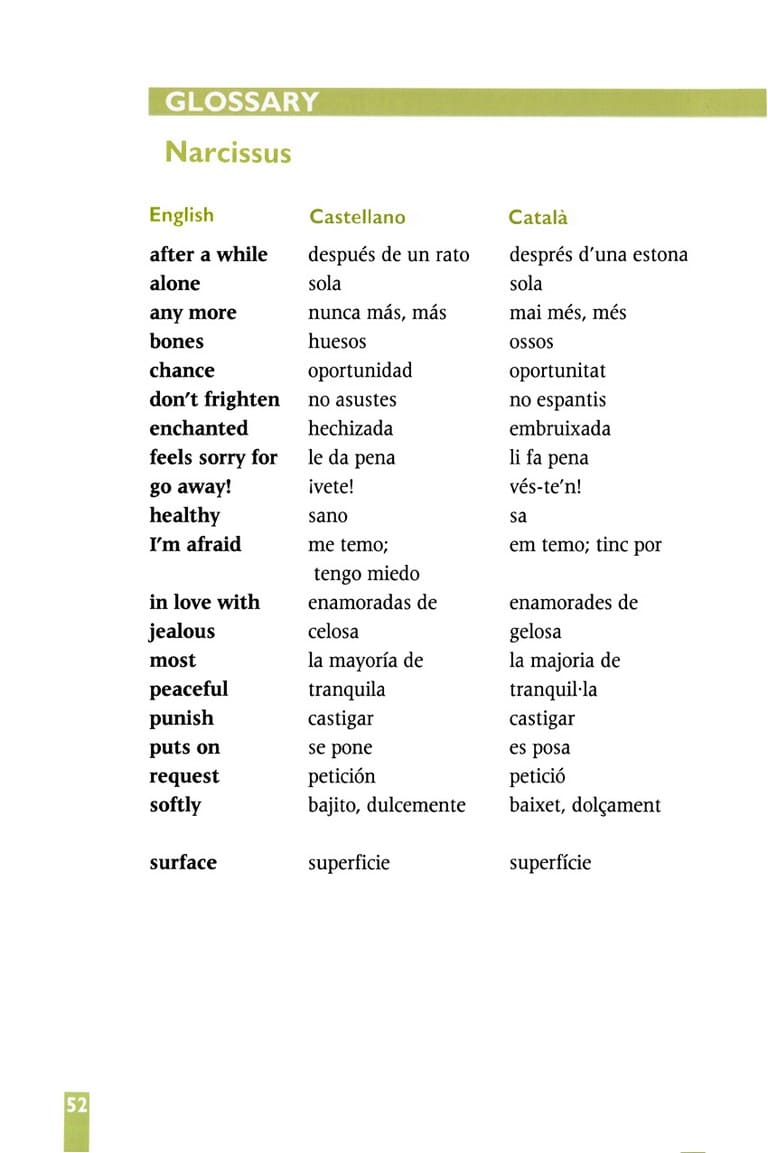 GLOSSARY
Narcissus
English Castellano Català
after a while después de un rato després d'una estona
alone sola sola
any more nunca más, más mai més, més
bones huesos ossos
chance oportunidad oportunitat
don't frighten no asustes no espantis
enchanted hechizada embruixada
feels sorry for le da pena li fa pena
go away! ¡vete! vés-te'n!
healthy sano sa
I'm afraid me temo; em temo; tinc por
tengo miedo
in love with enamoradas de enamorades de
jealous celosa gelosa
most la mayoría de la majoria de
peaceful tranquila tranquil·la
punish castigar castigar
puts on se pone es posa
request petición petició
softly bajito, dulcemente baixet, dolçament
surface superficie superfície
52